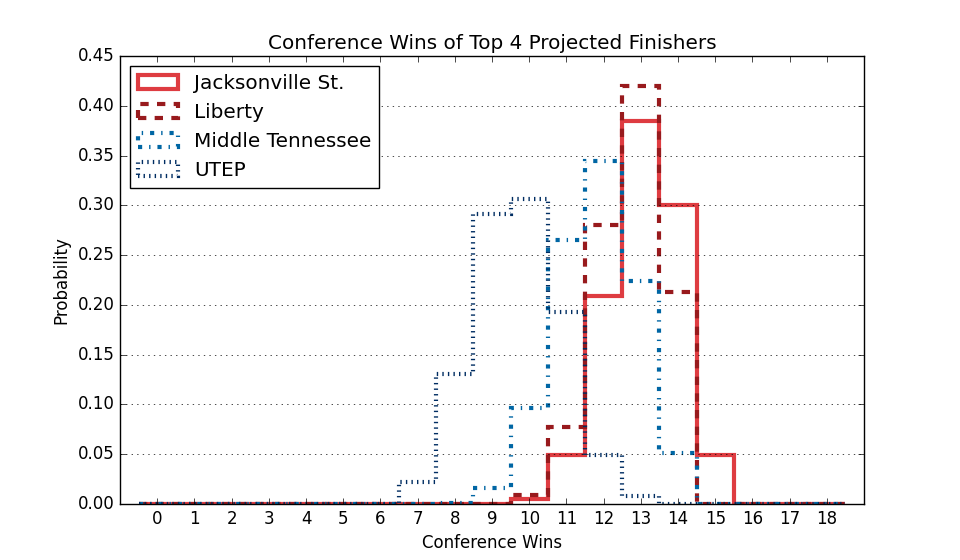 Conference Wins of Top 4 Projected Finishers
Jacksonville St.
Liberty
Middle Tennessee
UTEP
0.45
0.40
0.35
0.30
0.25
0.20
0.15
0.10
0.05
0.00
Probability
0 1 2 3 4 5 6 7 8 9 10 11 12 13 14 15 16 17 18
Conference Wins